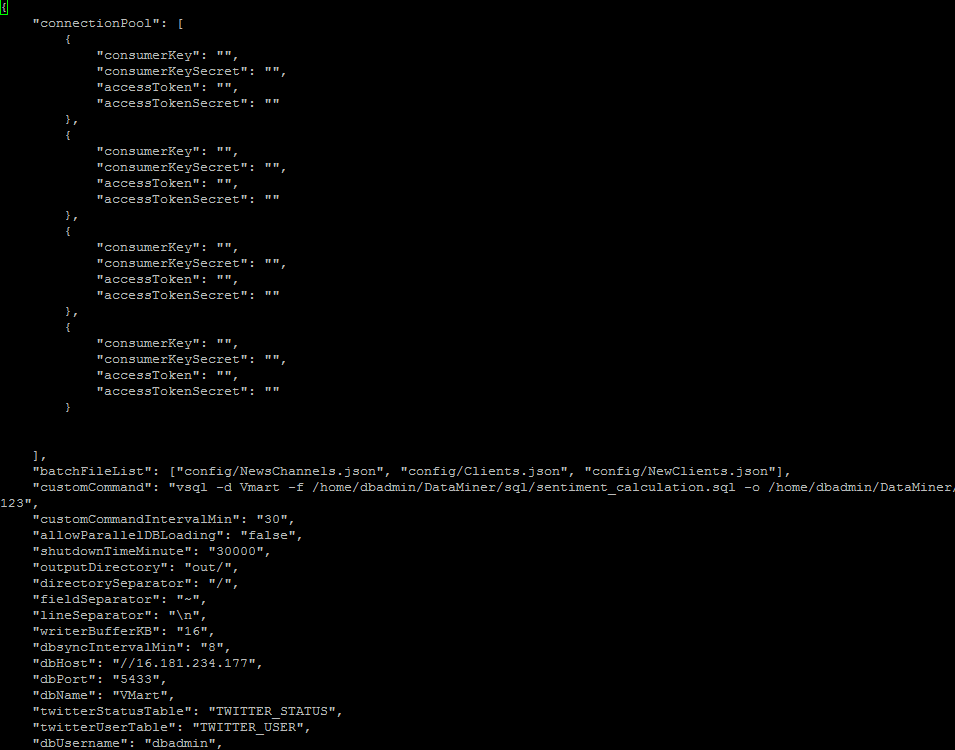 {
    "connectionPool": [
        {
            "consumerKey": "",
            "consumerKeySecret": "",
            "accessToken": "",
            "accessTokenSecret": ""
        },
        {
            "consumerKey": "",
            "consumerKeySecret": "",
            "accessToken": "",
            "accessTokenSecret": ""
        },
        {
            "consumerKey": "",
            "consumerKeySecret": "",
            "accessToken": "",
            "accessTokenSecret": ""
        },
        {
            "consumerKey": "",
            "consumerKeySecret": "",
            "accessToken": "",
            "accessTokenSecret": ""
        }
    ],
    "batchFileList": ["config/NewsChannels.json", "config/Clients.json", "config/NewClients.json"],
    "customCommand": "vsql -d Vmart -f /home/dbadmin/DataMiner/sql/sentiment_calculation.sql -o /home/dbadmin/DataMiner/
123",
    "customCommandIntervalMin": "30",
    "allowParallelDBLoading": "false",
    "shutdownTimeMinute": "30000",
    "outputDirectory": "out/",
    "directorySeparator": "/",
    "fieldSeparator": "~",
    "lineSeparator": "\n",
    "writerBufferKB": "16",
    "dbsyncIntervalMin": "8",
    "dbHost": "//16.181.234.177",
    "dbPort": "5433",
    "dbName": "VMart",
    "twitterStatusTable": "TWITTER_STATUS",
    "twitterUserTable": "TWITTER_USER",
    "dbUsername": "dbadmin",